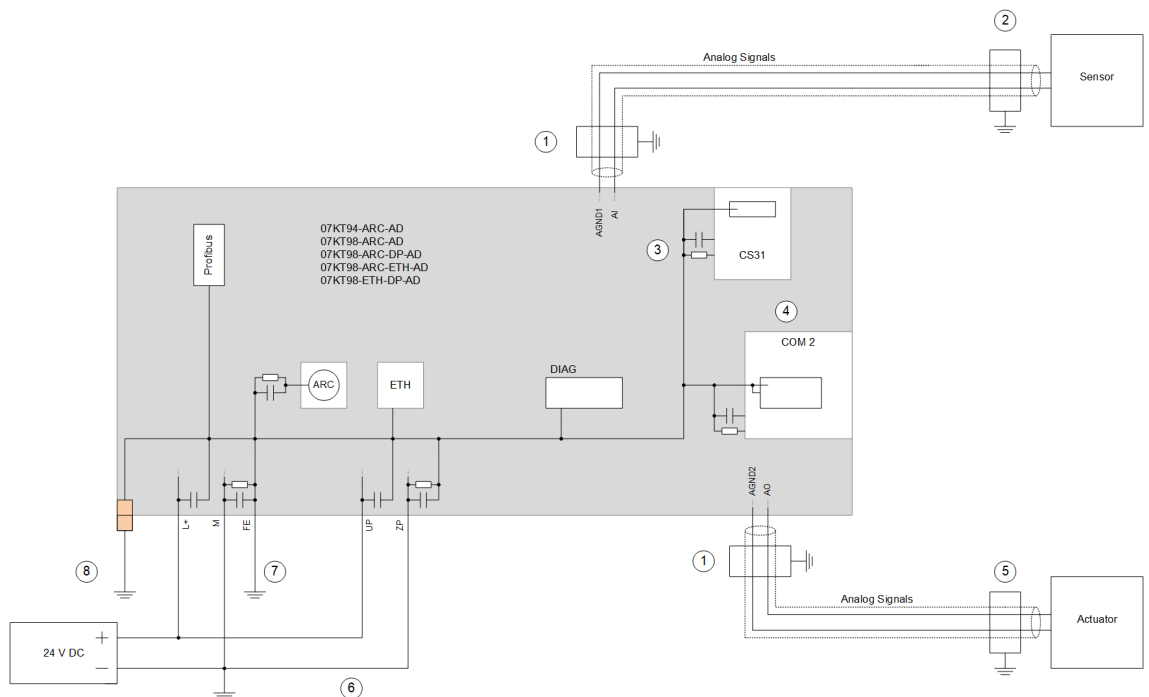 2
Analog Signals
Sensor
1
AGND1
AI
07KT94-ARC-AD
07KT98-ARC-AD
07KT98-ARC-DP-AD
07KT98-ARC-ETH-AD
07KT98-ETH-DP-AD
Profibus
3
CS31
4
COM 2
DIAG
ARC
ETH
AGND2
AO
L+
M
FE
UP
ZP
8
7
1
5
Analog Signals
Actuator
24 V DC
+
−
6